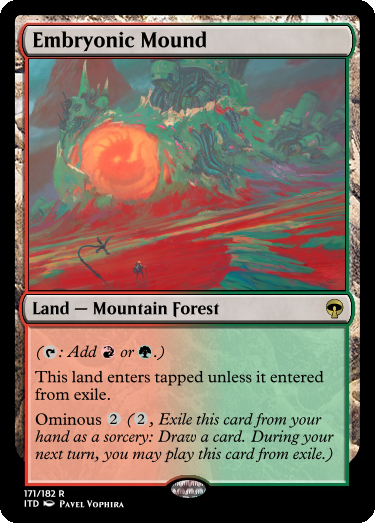 Embryonic Mound
Land — Mountain Forest
(: Add or .)
This land enters tapped unless it entered
from exile.
Ominous 2 (2, Exile this card from your
hand as a sorcery: Draw a card. During your
next turn, you may play this card from exile.)
171/182 R
ITD PAVEL VOPHIRA